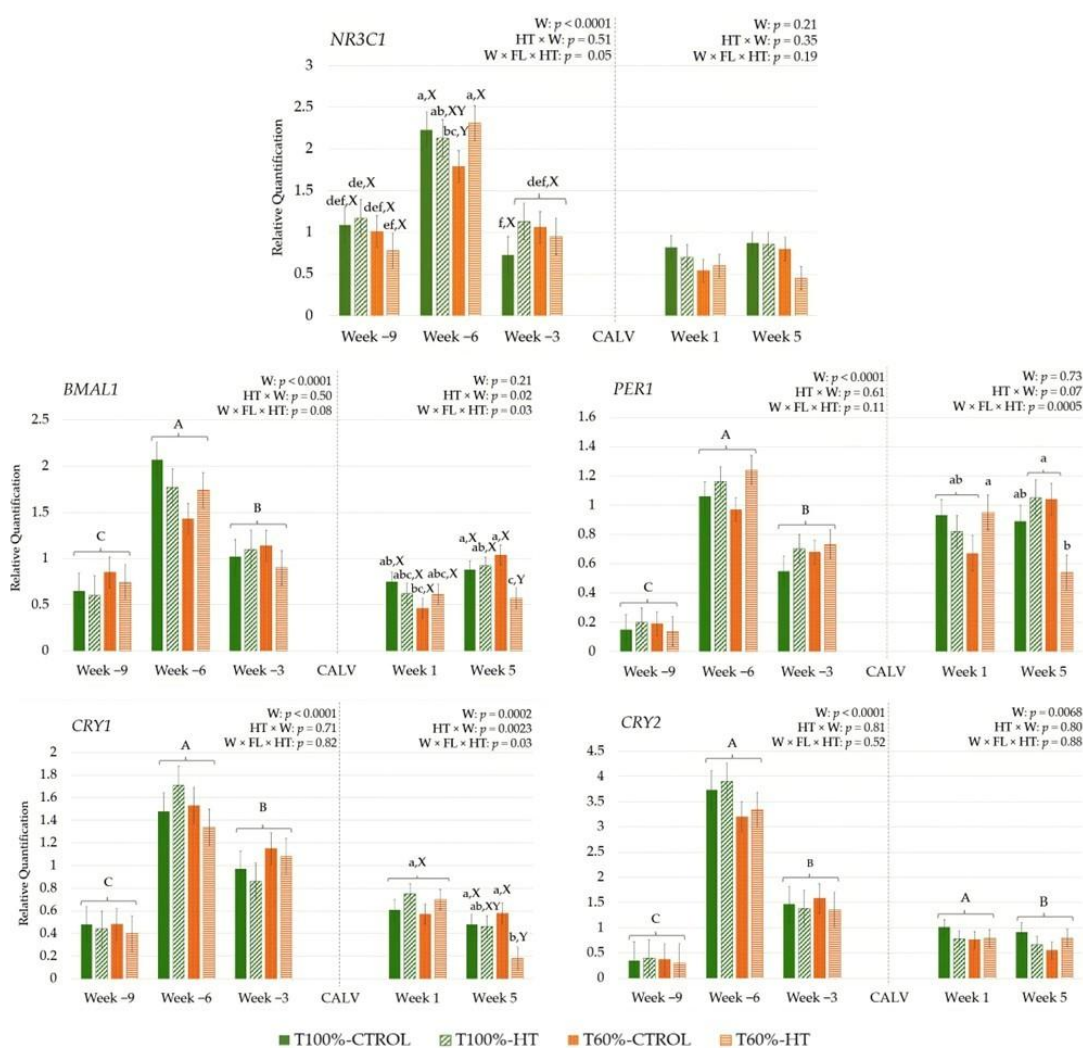 NR3C1
W: p < 0.0001
HT × W: p = 0.51
W × FL × HT: p = 0.05
W: p = 0.21
HT × W: p = 0.35
W × FL × HT: p = 0.19
Relative Quantification
3
2.5
2
1.5
1
0.5
0
def,X
de,X
def,X
ef,X
a,X
ab,XY
bc,Y
a,X
f,X
def,X
Week −9
Week −6
Week −3
CALV
Week 1
Week 5
BMAL1
W: p < 0.0001
HT × W: p = 0.50
W × FL × HT: p = 0.08
W: p = 0.21
HT × W: p = 0.02
W × FL × HT: p = 0.03
Relative Quantification
2.5
2
1.5
1
0.5
0
C
A
B
ab,X
abc,X
bc,X
abc,X
a,X
ab,X
a,X
c,Y
Week −9
Week −6
Week −3
CALV
Week 1
Week 5
PER1
W: p < 0.0001
HT × W: p = 0.61
W × FL × HT: p = 0.11
W: p = 0.73
HT × W: p = 0.07
W × FL × HT: p = 0.0005
1.6
1.4
1.2
1
0.8
0.6
0.4
0.2
0
C
A
B
ab
a
ab
a
b
Week −9
Week −6
Week −3
CALV
Week 1
Week 5
CRY1
W: p < 0.0001
HT × W: p = 0.71
W × FL × HT: p = 0.82
W: p = 0.0002
HT × W: p = 0.0023
W × FL × HT: p = 0.03
Relative Quantification
2
1.8
1.6
1.4
1.2
1
0.8
0.6
0.4
0.2
0
C
A
B
a,X
a,X
ab,XY
a,X
b,Y
Week −9
Week −6
Week −3
CALV
Week 1
Week 5
CRY2
W: p < 0.0001
HT × W: p = 0.81
W × FL × HT: p = 0.52
W: p = 0.0068
HT × W: p = 0.80
W × FL × HT: p = 0.88
4.5
4
3.5
3
2.5
2
1.5
1
0.5
0
C
A
B
A
B
Week −9
Week −6
Week −3
CALV
Week 1
Week 5
T100%-CTROL
T100%-HT
T60%-CTROL
T60%-HT